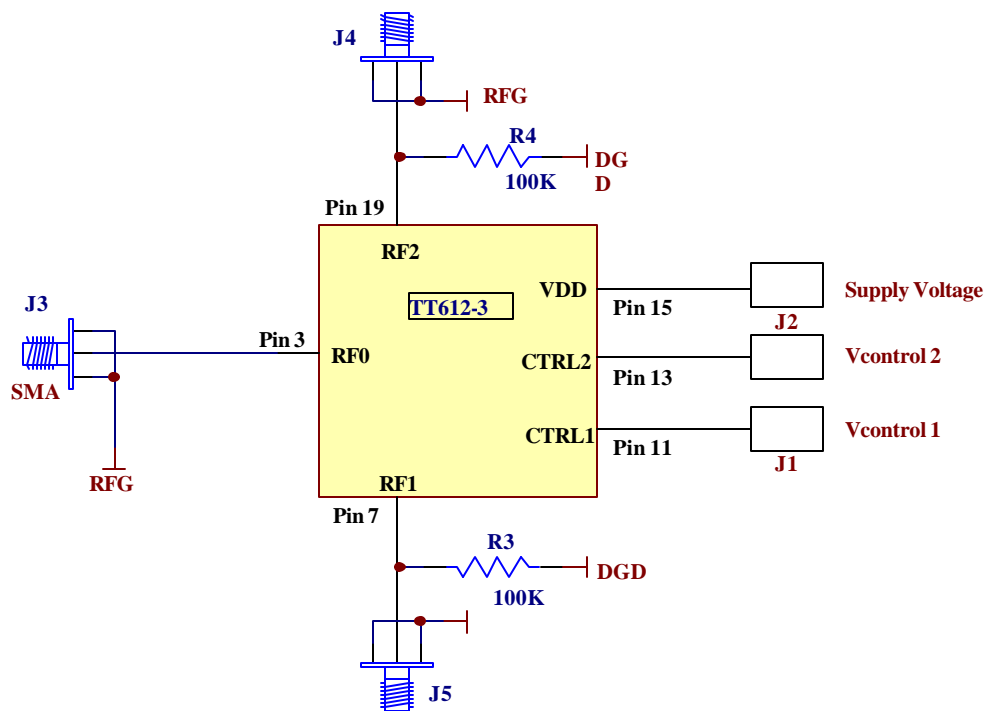 J4
RFG
R4
DG
D
100K
Pin 19
RF2
TT612-3
VDD
Pin 15
J2
Supply Voltage
J3
SMA
RFG
Pin 3
RF0
CTRL2
Pin 13
Vcontrol 2
CTRL1
Pin 11
J1
Vcontrol 1
RF1
Pin 7
R3
DGD
100K
J5